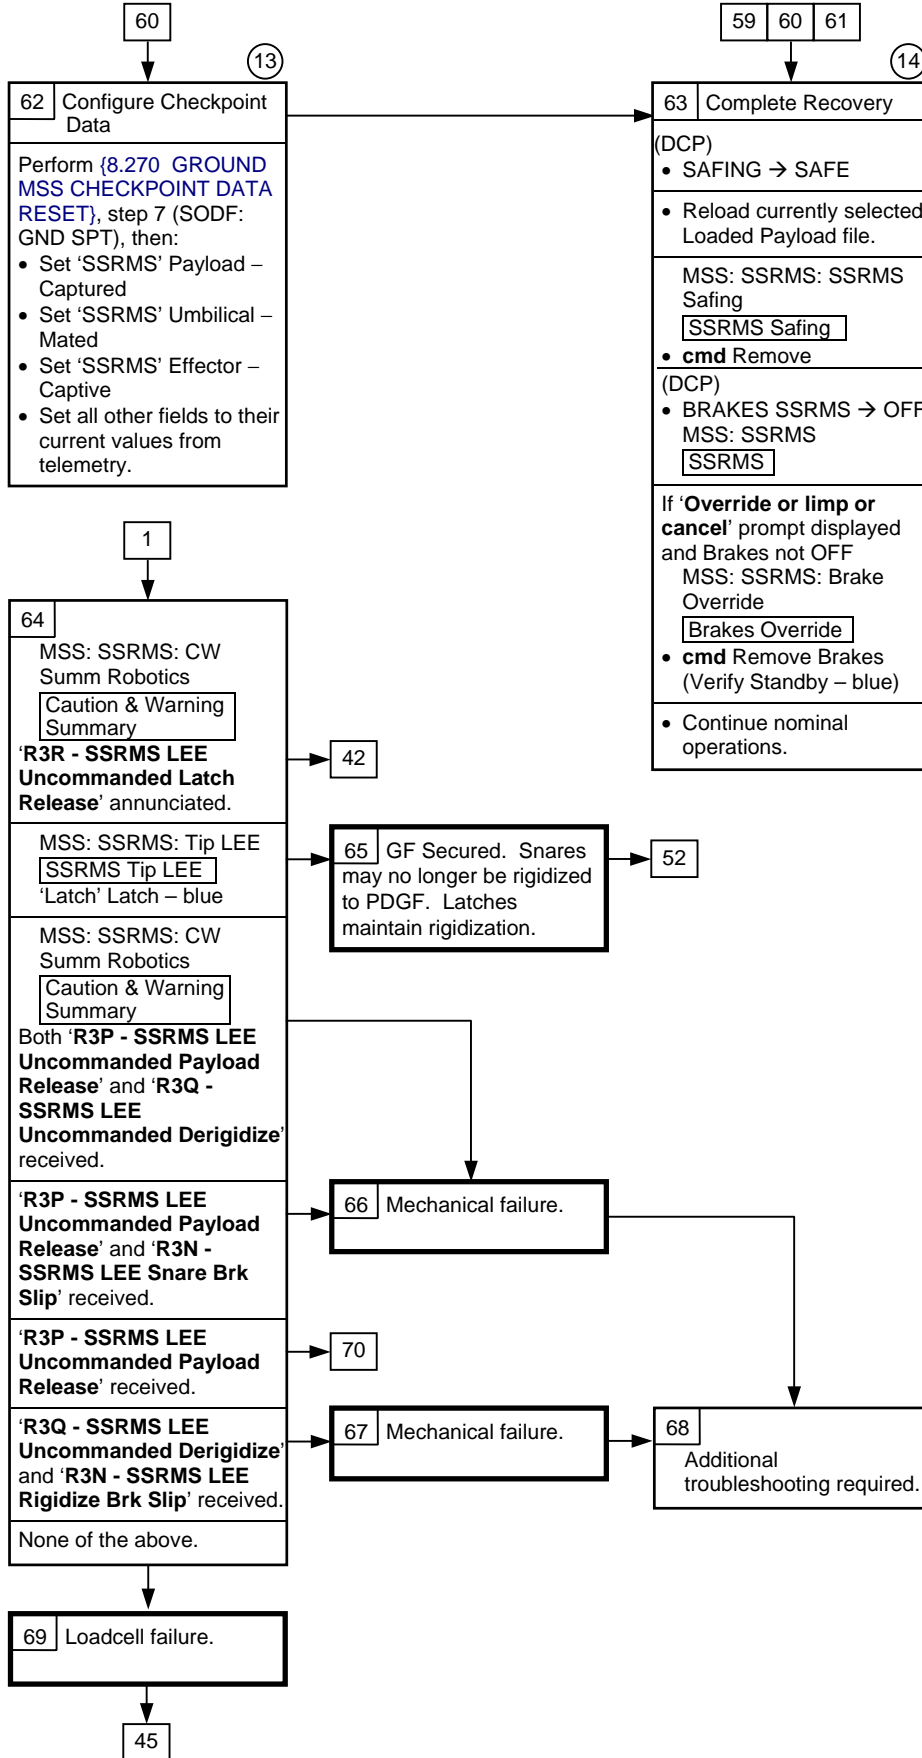 60
13
62 Configure Checkpoint
Data
Perform {8.270 GROUND
MSS CHECKPOINT DATA
RESET}, step 7 (SODF:
GND SPT), then:
• Set ‘SSRMS’ Payload –
Captured
• Set ‘SSRMS’ Umbilical –
Mated
• Set ‘SSRMS’ Effector –
Captive
• Set all other fields to their
current values from
telemetry.
59 60 61
14
63 Complete Recovery
(DCP)
• SAFING → SAFE
• Reload currently selected
Loaded Payload file.
MSS: SSRMS: SSRMS
Safing
SSRMS Safing
• cmd Remove
(DCP)
• BRAKES SSRMS → OFF
MSS: SSRMS
SSRMS
If ‘Override or limp or
cancel’ prompt displayed
and Brakes not OFF
MSS: SSRMS: Brake
Override
Brakes Override
• cmd Remove Brakes
(Verify Standby – blue)
• Continue nominal
operations.
1
64
MSS: SSRMS: CW
Summ Robotics
Caution & Warning
Summary
‘R3R - SSRMS LEE
Uncommanded Latch
Release’ annunciated.
42
MSS: SSRMS: Tip LEE
SSRMS Tip LEE
‘Latch’ Latch – blue
65 GF Secured. Snares
may no longer be rigidized
to PDGF. Latches
maintain rigidization.
52
MSS: SSRMS: CW
Summ Robotics
Caution & Warning
Summary
Both ‘R3P - SSRMS LEE
Uncommanded Payload
Release’ and ‘R3Q -
SSRMS LEE
Uncommanded Derigidize’
received.
‘R3P - SSRMS LEE
Uncommanded Payload
Release’ and ‘R3N -
SSRMS LEE Snare Brk
Slip’ received.
66 Mechanical failure.
‘R3P - SSRMS LEE
Uncommanded Payload
Release’ received.
70
‘R3Q - SSRMS LEE
Uncommanded Derigidize’
and ‘R3N - SSRMS LEE
Rigidize Brk Slip’ received.
67 Mechanical failure.
68
Additional
troubleshooting required.
None of the above.
69 Loadcell failure.
45